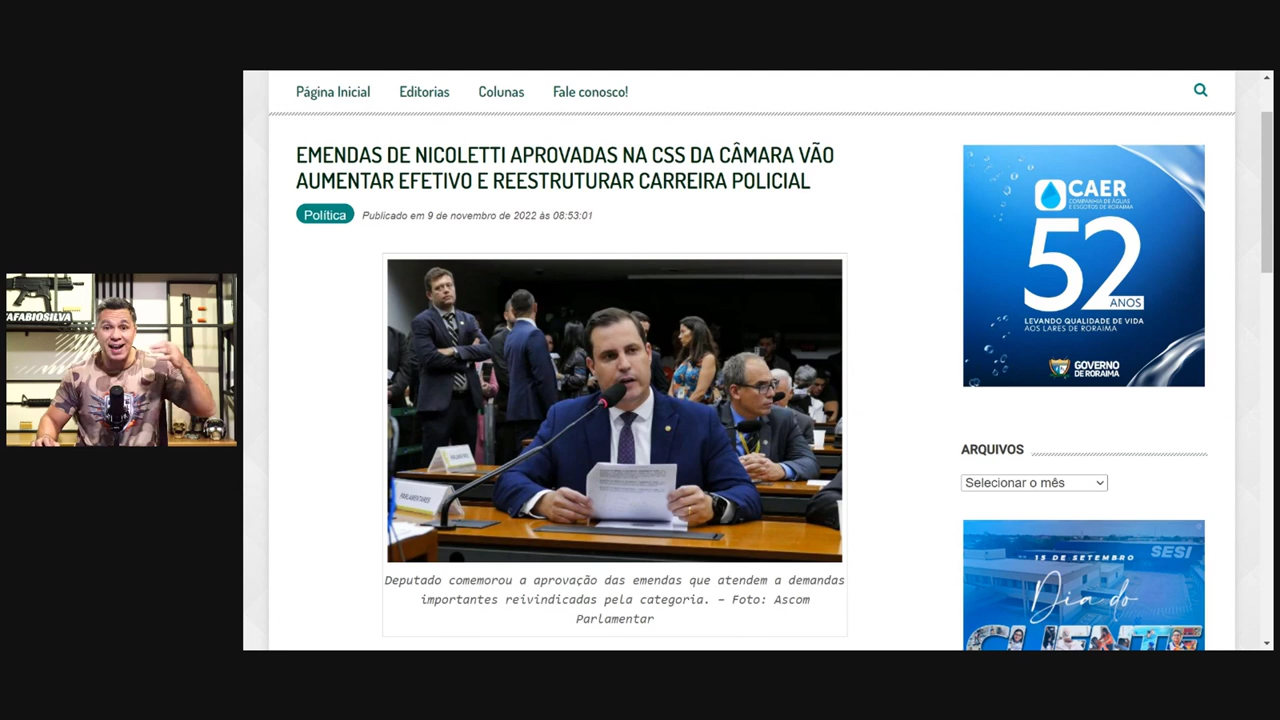 Página Inicial
Editorias
Colunas
Fale conosco!
EMENDAS DE NICOLETTI APROVADAS NA CSS DA CÂMARA VÃO
AUMENTAR EFETIVO E REESTRUTURAR CARREIRA POLICIAL
Política
Publicado em 9 de novembro de 2022 às 08:53:01
AFABIOSILVA
PARLAMENTARES
Deputado comemorou a aprovação das emendas que atendem a demandas
importantes reivindicadas pela categoria. – Foto: Ascom
Parlamentar
CAER
COMPANHIA DE ÁGUAS
E ESGOTOS DE RORAIMA
52
ANOS
LEVANDO QUALIDADE DE VIDA
AOS LARES DE RORAIMA
GOVERNO
DE RORAIMA
ARQUIVOS
Selecionar o mês
15 DE SETEMBRO
SESI
Dia do
CLIENTE